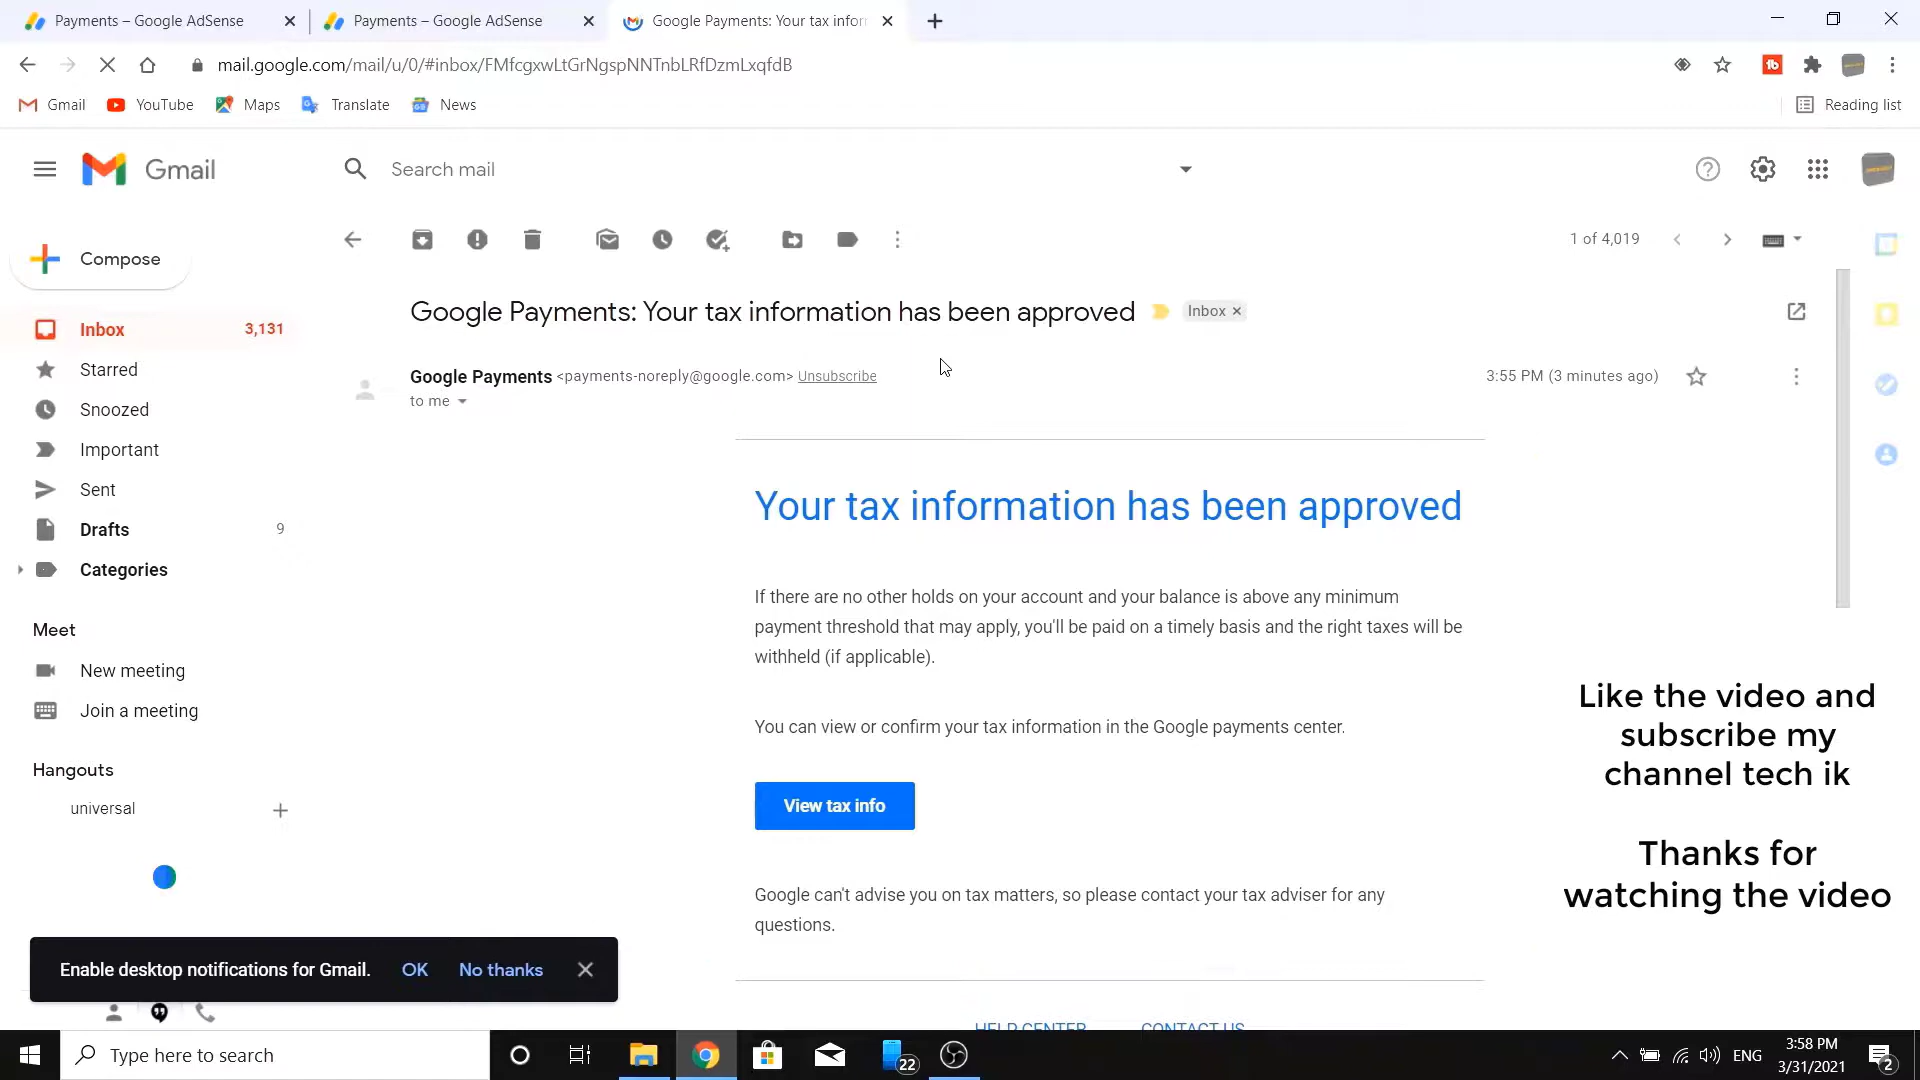 Payments – Google AdSense
Payments – Google AdSense
Google Payments: Your tax infor
mail.google.com/mail/u/0/#inbox/FMfcgxwLtGrNgspNNTnbLRfDzmLxqfdB
Gmail
YouTube
Maps
Translate
News
Reading list
Gmail
Search mail
Compose
1 of 4,019
Google Payments: Your tax information has been approved
Inbox ×
Inbox 3,131
Starred
Snoozed
Important
Sent
Drafts 9
Categories
Meet
New meeting
Join a meeting
Hangouts
universal
Google Payments <payments-noreply@google.com> Unsubscribe
3:55 PM (3 minutes ago)
to me
Your tax information has been approved
If there are no other holds on your account and your balance is above any minimum
payment threshold that may apply, you'll be paid on a timely basis and the right taxes will be
withheld (if applicable).
You can view or confirm your tax information in the Google payments center.
View tax info
Google can't advise you on tax matters, so please contact your tax adviser for any
questions.
HELP CENTER
CONTACT US
Like the video and
subscribe my
channel tech ik
Thanks for
watching the video
Enable desktop notifications for Gmail. OK No thanks
Type here to search
22
ENG
3:58 PM
3/31/2021
2